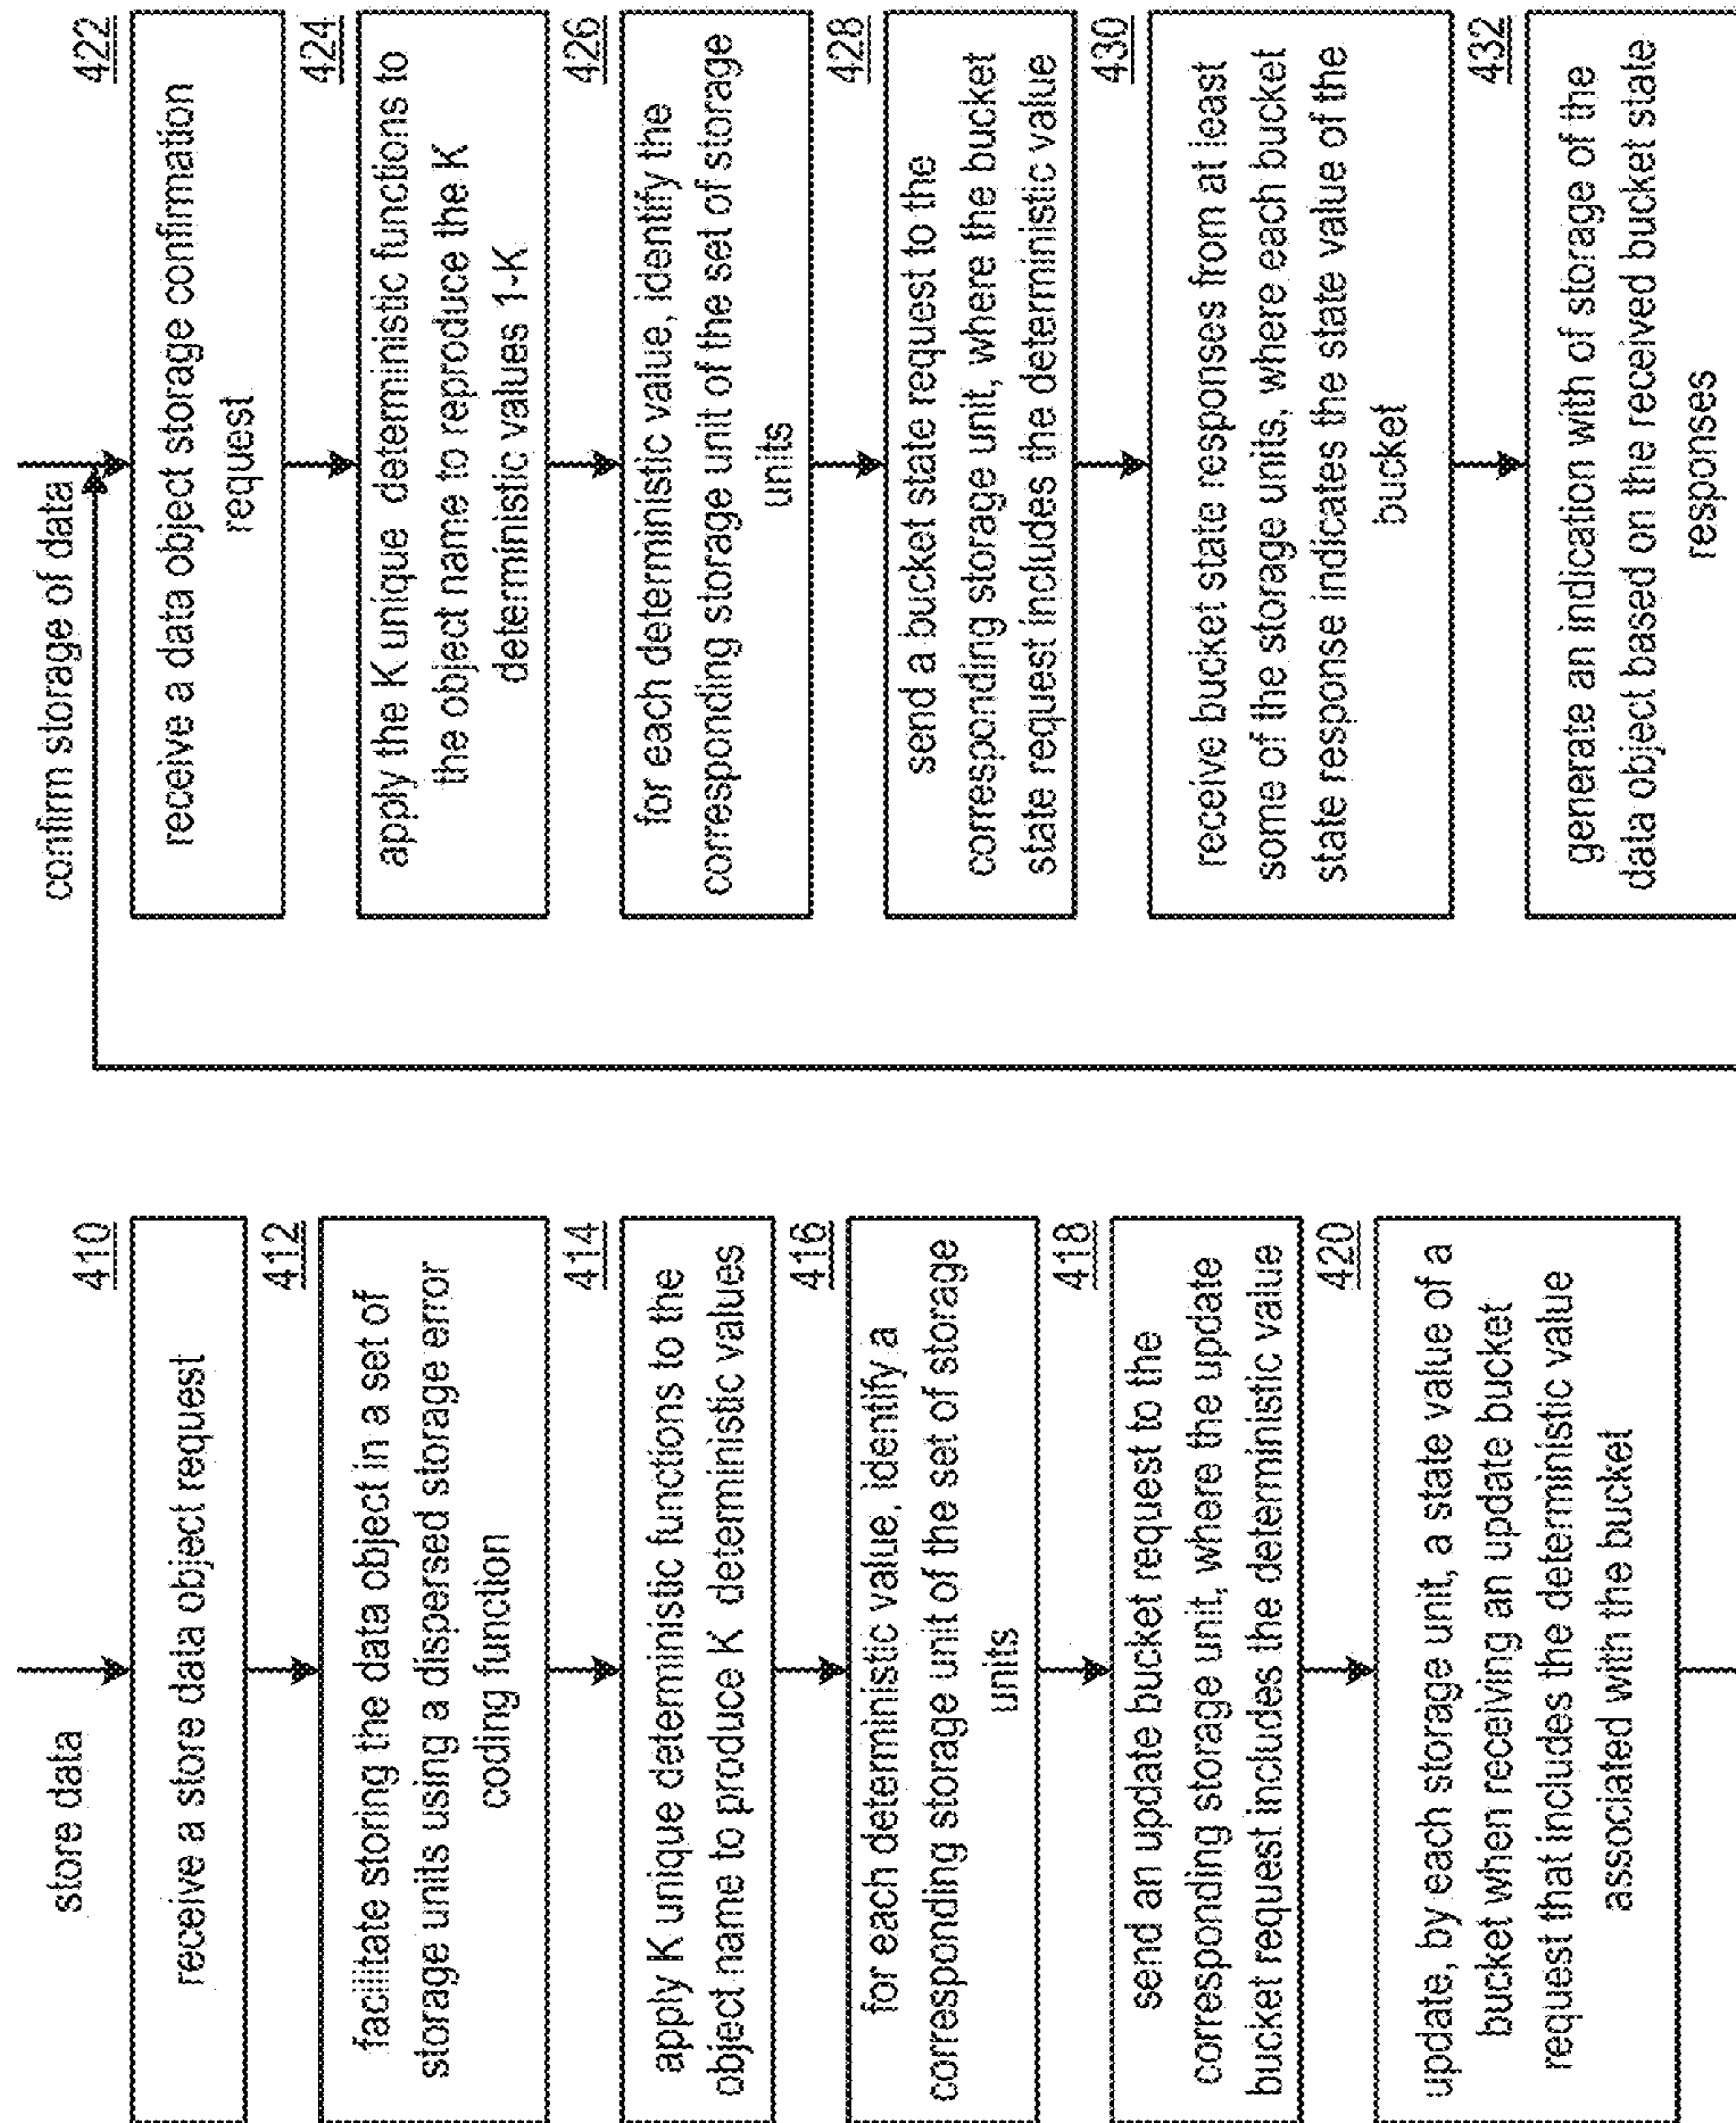 store data
410
receive a store data object request
412
facilitate storing the data object in a set of
storage units using a dispersed storage error
coding function
414
apply K unique deterministic functions to the
object name to produce K deterministic values
416
for each deterministic value, identify a
corresponding storage unit of the set of storage
units
418
send an update bucket request to the
corresponding storage unit, where the update
bucket request includes the deterministic value
420
update, by each storage unit, a state value of a
bucket when receiving an update bucket
request that includes the deterministic value
associated with the bucket
confirm storage of data
422
receive a data object storage confirmation
request
424
apply the K unique deterministic functions to
the object name to reproduce the K
deterministic values 1-K
426
for each deterministic value, identify the
corresponding storage unit of the set of storage
units
428
send a bucket state request to the
corresponding storage unit, where the bucket
state request includes the deterministic value
430
receive bucket state responses from at least
some of the storage units, where each bucket
state response indicates the state value of the
bucket
432
generate an indication with of storage of the
data object based on the received bucket state
responses